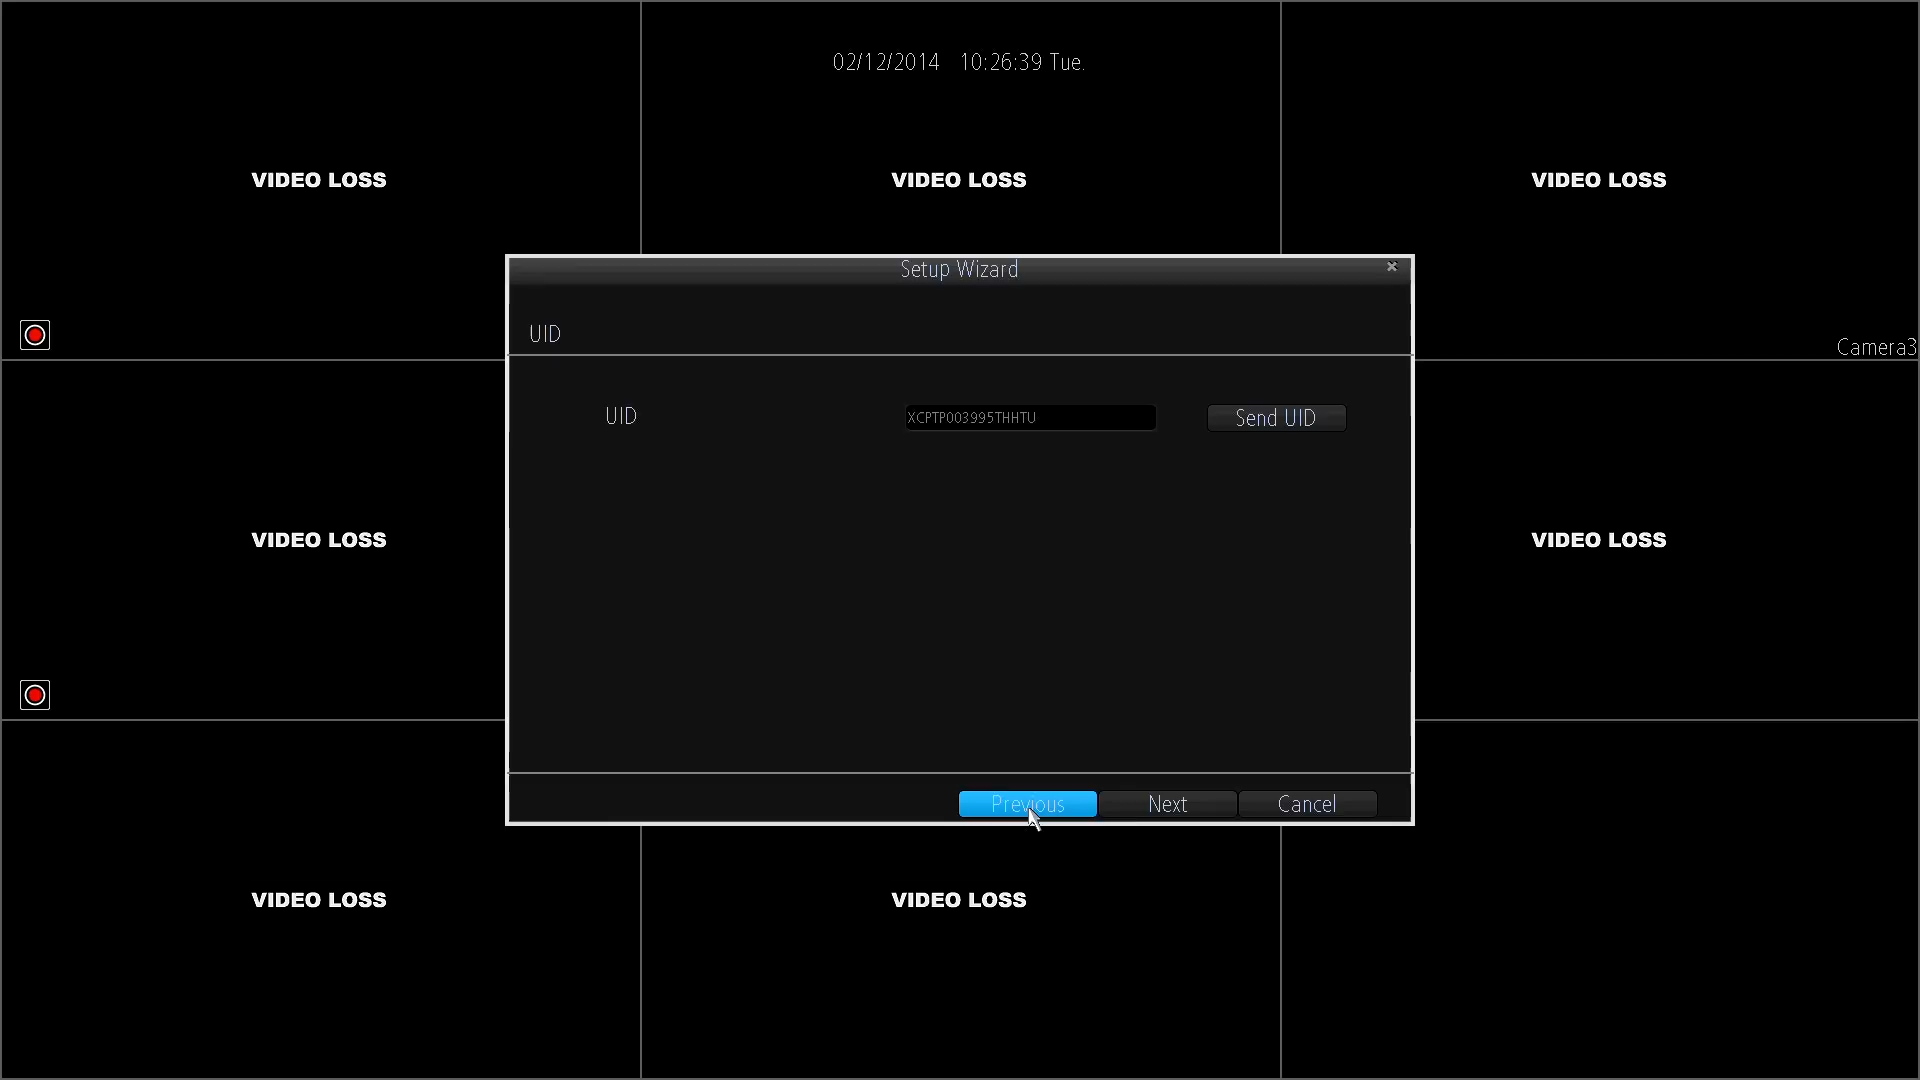 02/12/2014 10:26:39 Tue.
VIDEO LOSS
VIDEO LOSS
VIDEO LOSS
Camera3
Setup Wizard
UID
UID
XCPTP003995THHTU
Send UID
VIDEO LOSS
VIDEO LOSS
Previous
Next
Cancel
VIDEO LOSS
VIDEO LOSS